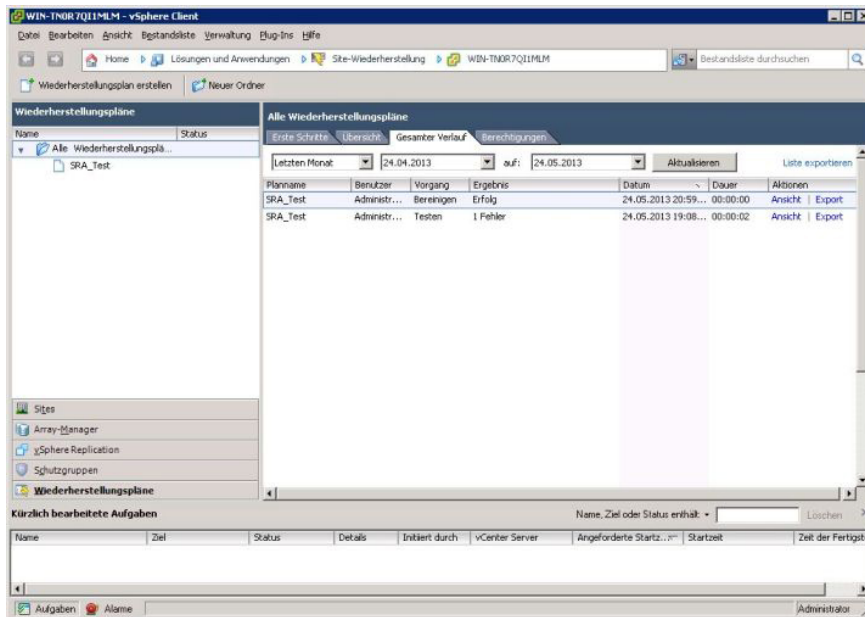 WIN-TN0R7QI1MLM - vSphere Client
Datei Bearbeiten Ansicht Bestandsliste Verwaltung Plug-Ins Hilfe
Home Lösungen und Anwendungen Site-Wiederherstellung WIN-TN0R7QI1MLM Bestandsliste durchsuchen
Wiederherstellungsplan erstellen Neuer Ordner
Wiederherstellungspläne
Name Status
Alle Wiederherstellungsplä...
SRA_Test
Alle Wiederherstellungspläne
Erste Schritte Übersicht Gesamter Verlauf Berechtigungen
Letzten Monat 24.04.2013 auf: 24.05.2013 Aktualisieren Liste exportieren
Planname Benutzer Vorgang Ergebnis Datum Dauer Aktionen
SRA_Test Administr... Bereinigen Erfolg 24.05.2013 20:59... 00:00:00 Ansicht | Export
SRA_Test Administr... Testen 1 Fehler 24.05.2013 19:08... 00:00:02 Ansicht | Export
Sites
Array-Manager
vSphere Replication
Schutzgruppen
Wiederherstellungspläne
Kürzlich bearbeitete Aufgaben Name, Ziel oder Status enthält: Löschen
Name Ziel Status Details Initiiert durch vCenter Server Angeforderte Startz... Startzeit Zeit der Fertigst
Aufgaben Alarme Administrator